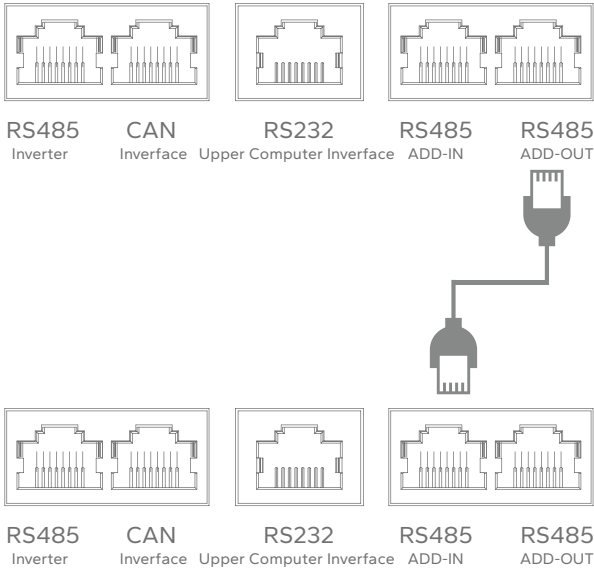 RS485 CAN RS232 RS485 RS485
Inverter Inverface Upper Computer Inverface ADD-IN ADD-OUT
RS485 CAN RS232 RS485 RS485
Inverter Inverface Upper Computer Inverface ADD-IN ADD-OUT